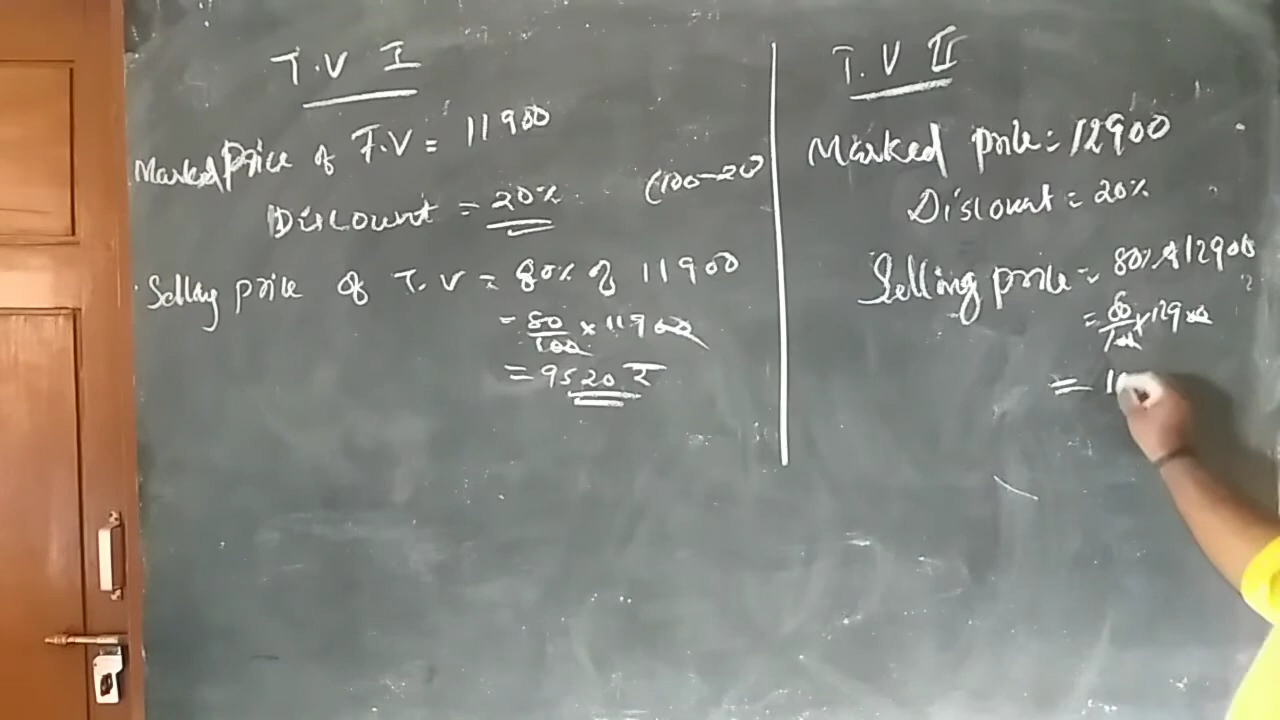 T.V I
Marked Price of T.V = 11900
Discount = 20% (100-20)
Selling price of T.V = 80% of 11900
= 80/100 × 11900
= 9520 ₹
T.V II
Marked price = 12900
Discount = 20%
Selling price = 80% of 12900
= 80/100 × 12900
= 10